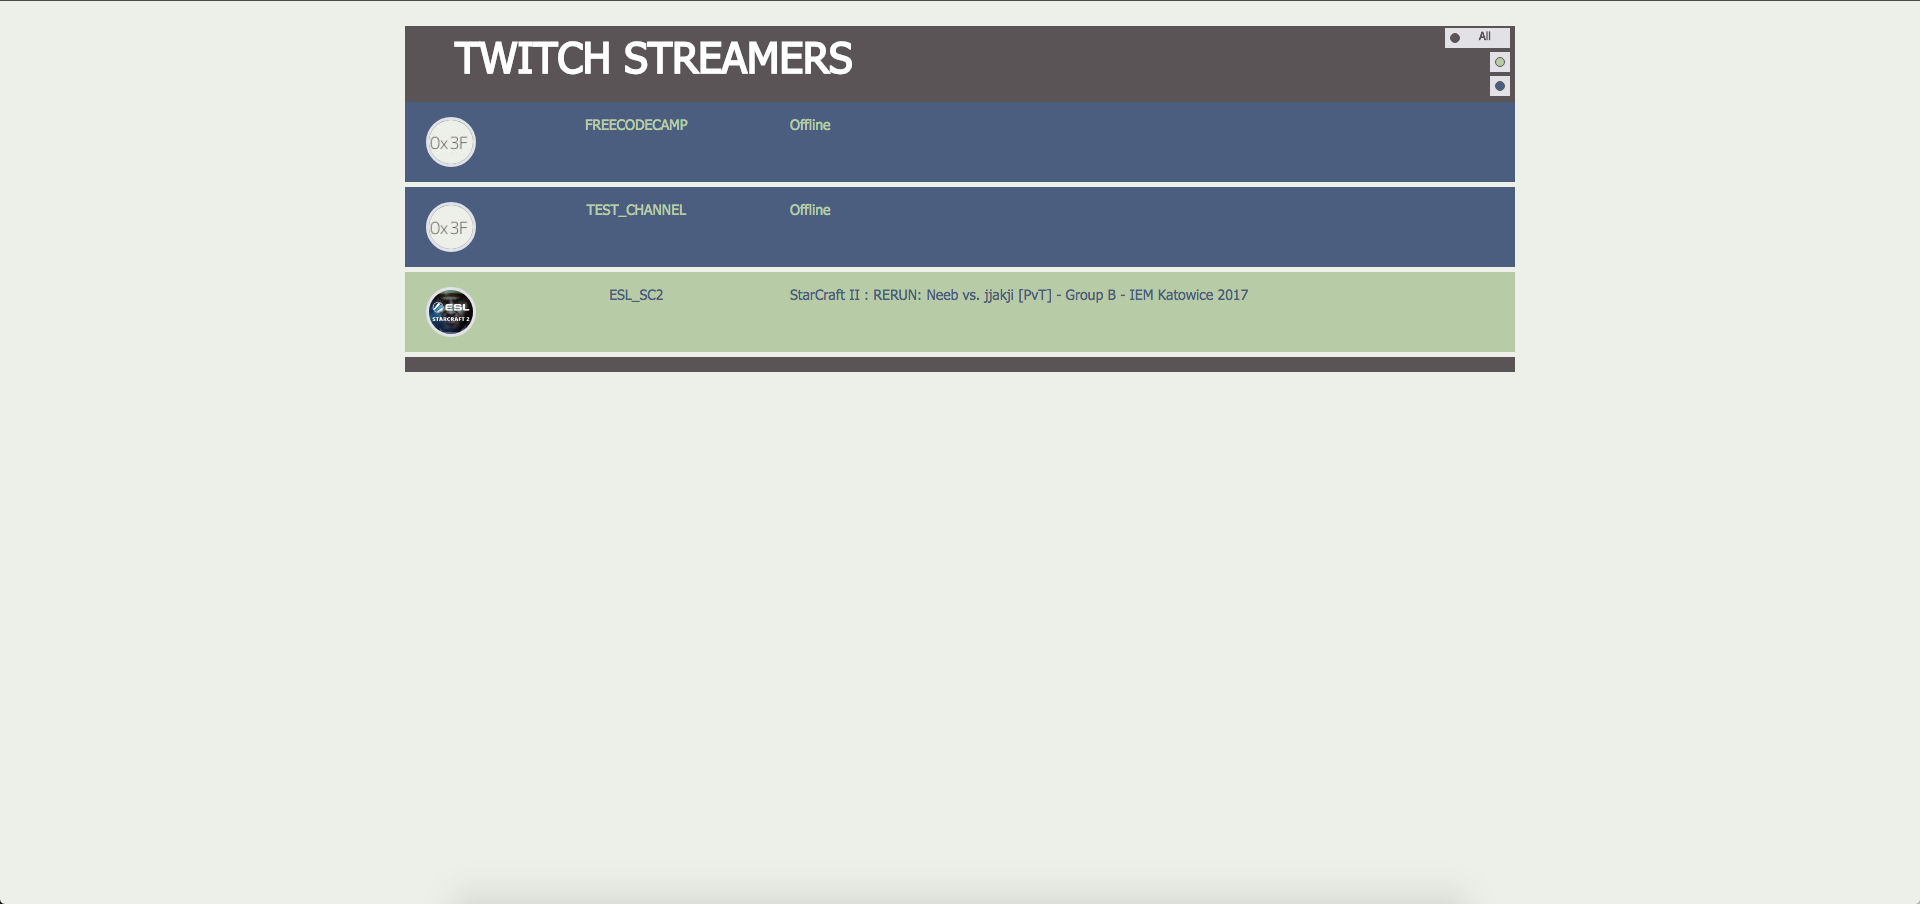 TWITCH STREAMERS
All
0x3F
FREECODECAMP
Offline
0x3F
TEST_CHANNEL
Offline
ESL
STARCRAFT 2
ESL_SC2
StarCraft II : RERUN: Neeb vs. jjakji [PvT] - Group B - IEM Katowice 2017